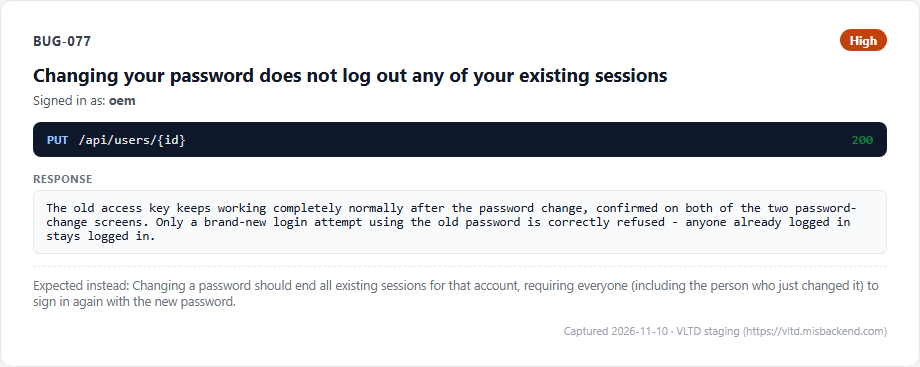 BUG-077
High
Changing your password does not log out any of your existing sessions
Signed in as: oem
PUT /api/users/{id}
200
RESPONSE
The old access key keeps working completely normally after the password change, confirmed on both of the two password-
change screens. Only a brand-new login attempt using the old password is correctly refused - anyone already logged in
stays logged in.
Expected instead: Changing a password should end all existing sessions for that account, requiring everyone (including the person who just changed it) to
sign in again with the new password.
Captured 2026-11-10 · VLTD staging (https://vltd.misbackend.com)